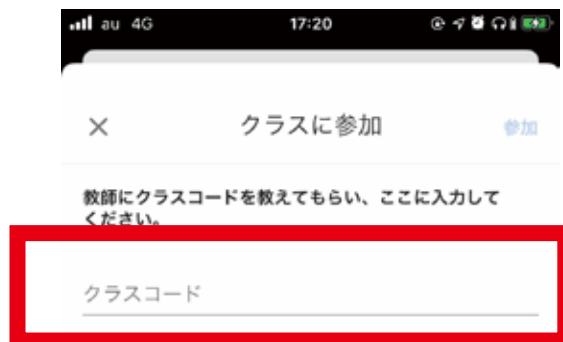 au 4G 17:20
クラスに参加 参加
教師にクラスコードを教えてもらい、ここに入力して
ください。
クラスコード